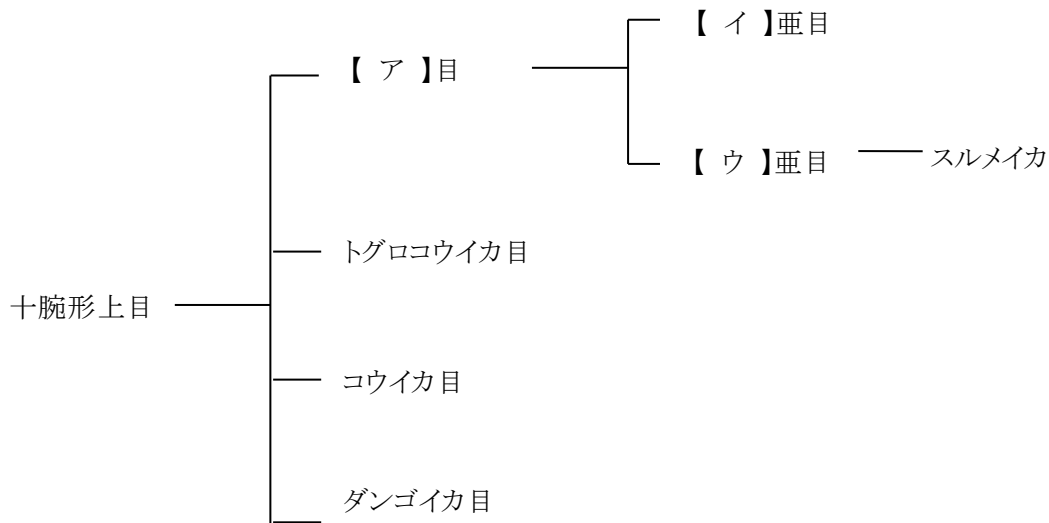 【 イ 】亜目
【 ア 】目
【 ウ 】亜目
スルメイカ
トグロコウイカ目
十腕形上目
コウイカ目
ダンゴイカ目